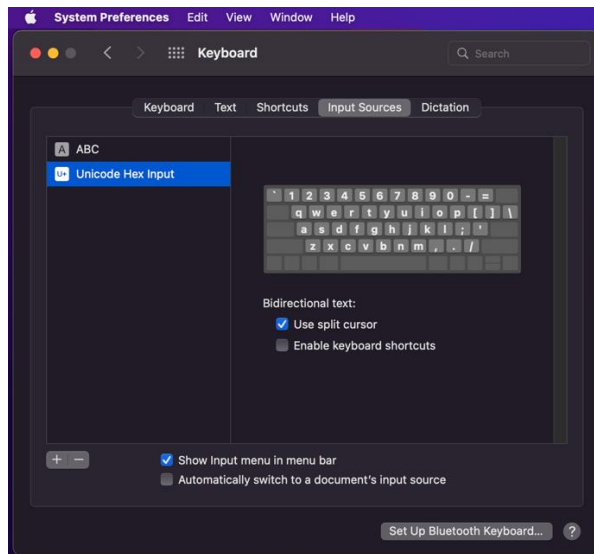 System Preferences Edit View Window Help
Keyboard
Search
Keyboard Text Shortcuts Input Sources Dictation
A ABC
U+ Unicode Hex Input
` 1 2 3 4 5 6 7 8 9 0 - =
q w e r t y u i o p [ ] \
a s d f g h j k l ; '
z x c v b n m , . /
Bidirectional text:
Use split cursor
Enable keyboard shortcuts
+ −
Show Input menu in menu bar
Automatically switch to a document's input source
Set Up Bluetooth Keyboard... ?